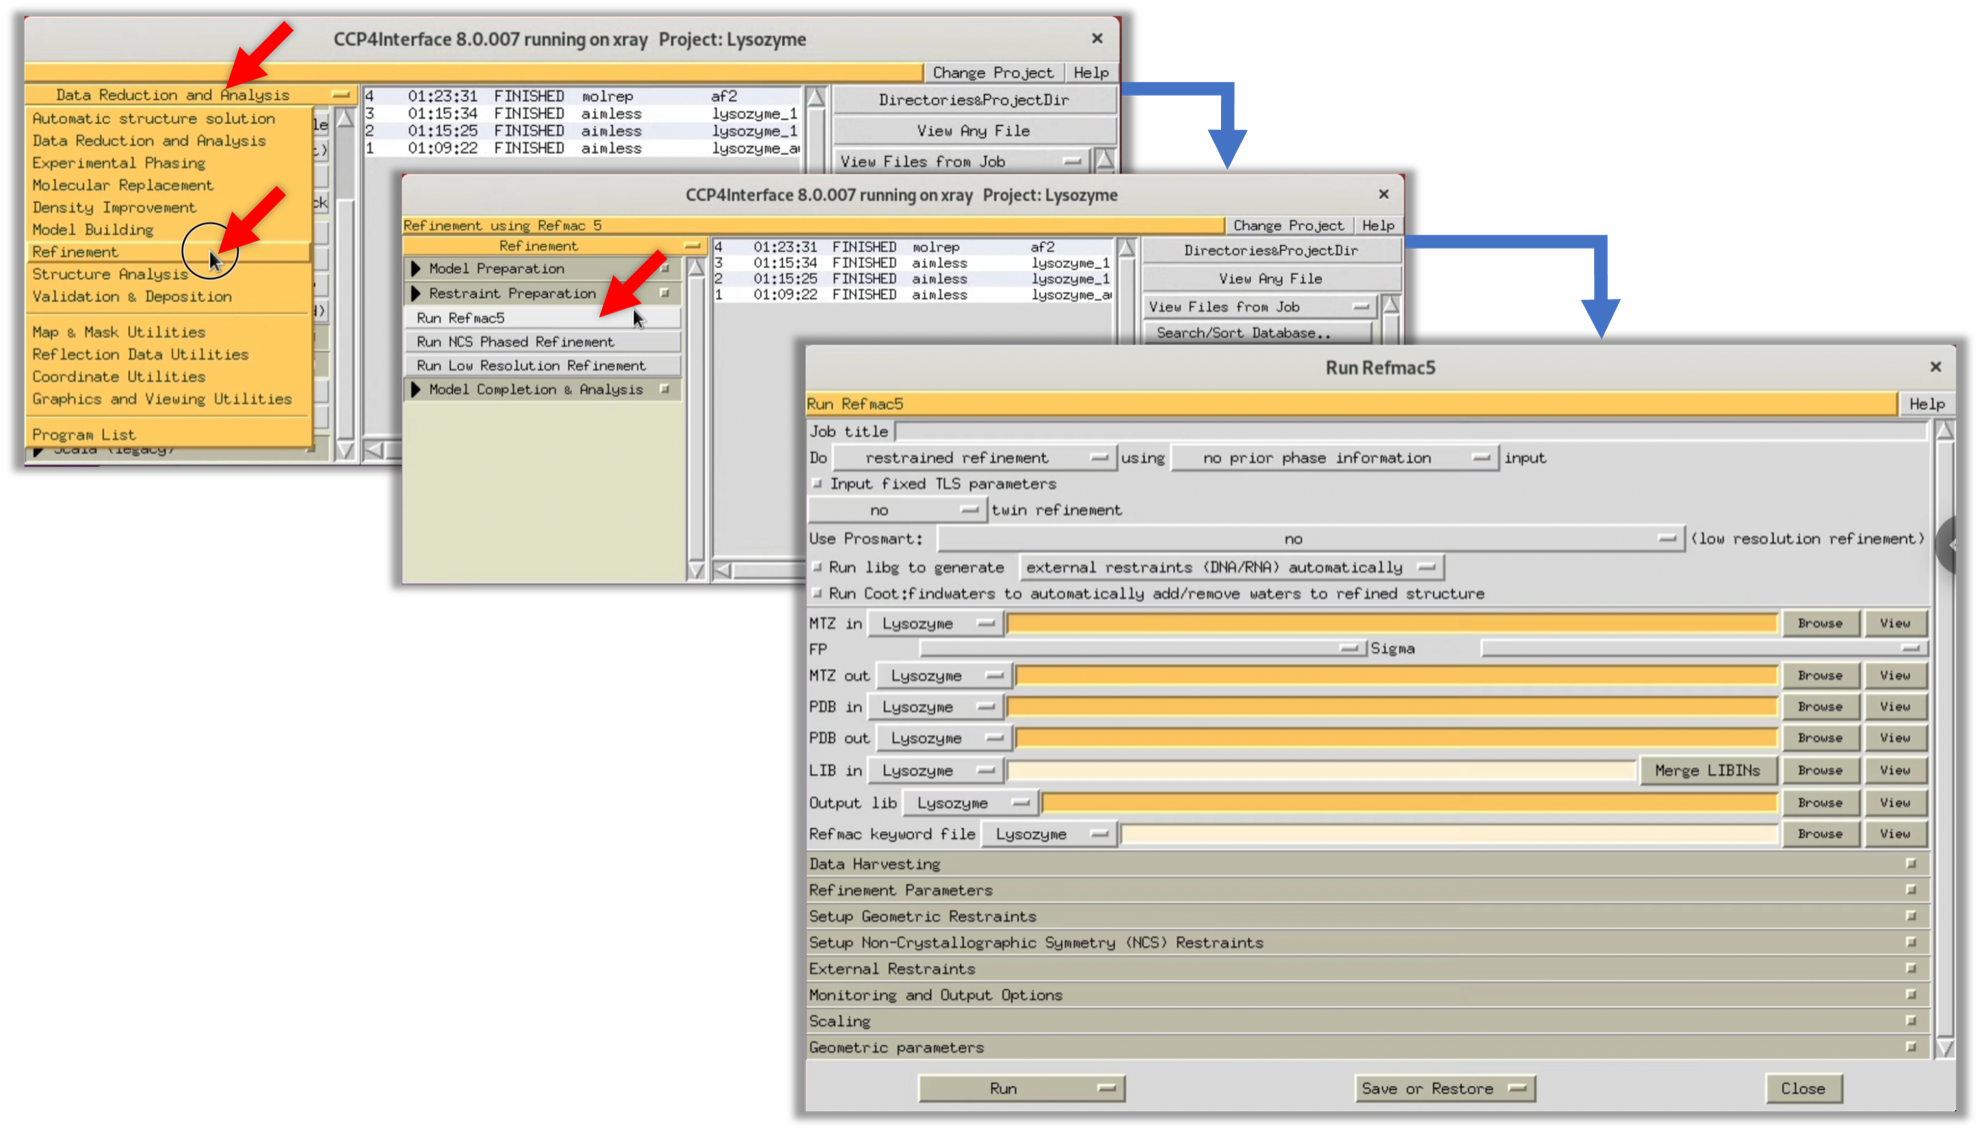 CCP4Interface 8.0.007 running on xray Project: Lysozyme
Change Project Help
Data Reduction and Analysis
Automatic structure solution
Data Reduction and Analysis
Experimental Phasing
Molecular Replacement
Density Improvement
Model Building
Refinement
Structure Analysis
Validation & Deposition
Map & Mask Utilities
Reflection Data Utilities
Coordinate Utilities
Graphics and Viewing Utilities
Program List
Scala (legacy)
4 01:23:31 FINISHED molrep af2
3 01:15:34 FINISHED aimless lysozyme_1
2 01:15:25 FINISHED aimless lysozyme_1
1 01:09:22 FINISHED aimless lysozyme_a
Directories&ProjectDir
View Any File
View Files from Job
CCP4Interface 8.0.007 running on xray Project: Lysozyme
Refinement using Refmac 5
Change Project Help
Refinement
Model Preparation
Restraint Preparation
Run Refmac5
Run NCS Phased Refinement
Run Low Resolution Refinement
Model Completion & Analysis
4 01:23:31 FINISHED molrep af2
3 01:15:34 FINISHED aimless lysozyme_1
2 01:15:25 FINISHED aimless lysozyme_1
1 01:09:22 FINISHED aimless lysozyme_a
Directories&ProjectDir
View Any File
View Files from Job
Search/Sort Database..
Run Refmac5
Run Refmac5 Help
Job title
Do restrained refinement using no prior phase information input
Input fixed TLS parameters
no twin refinement
Use Prosmart: no (low resolution refinement)
Run libg to generate external restraints (DNA/RNA) automatically
Run Coot:findwaters to automatically add/remove waters to refined structure
MTZ in Lysozyme Browse View
FP Sigma
MTZ out Lysozyme Browse View
PDB in Lysozyme Browse View
PDB out Lysozyme Browse View
LIB in Lysozyme Merge LIBINs Browse View
Output lib Lysozyme Browse View
Refmac keyword file Lysozyme Browse View
Data Harvesting
Refinement Parameters
Setup Geometric Restraints
Setup Non-Crystallographic Symmetry (NCS) Restraints
External Restraints
Monitoring and Output Options
Scaling
Geometric parameters
Run Save or Restore Close